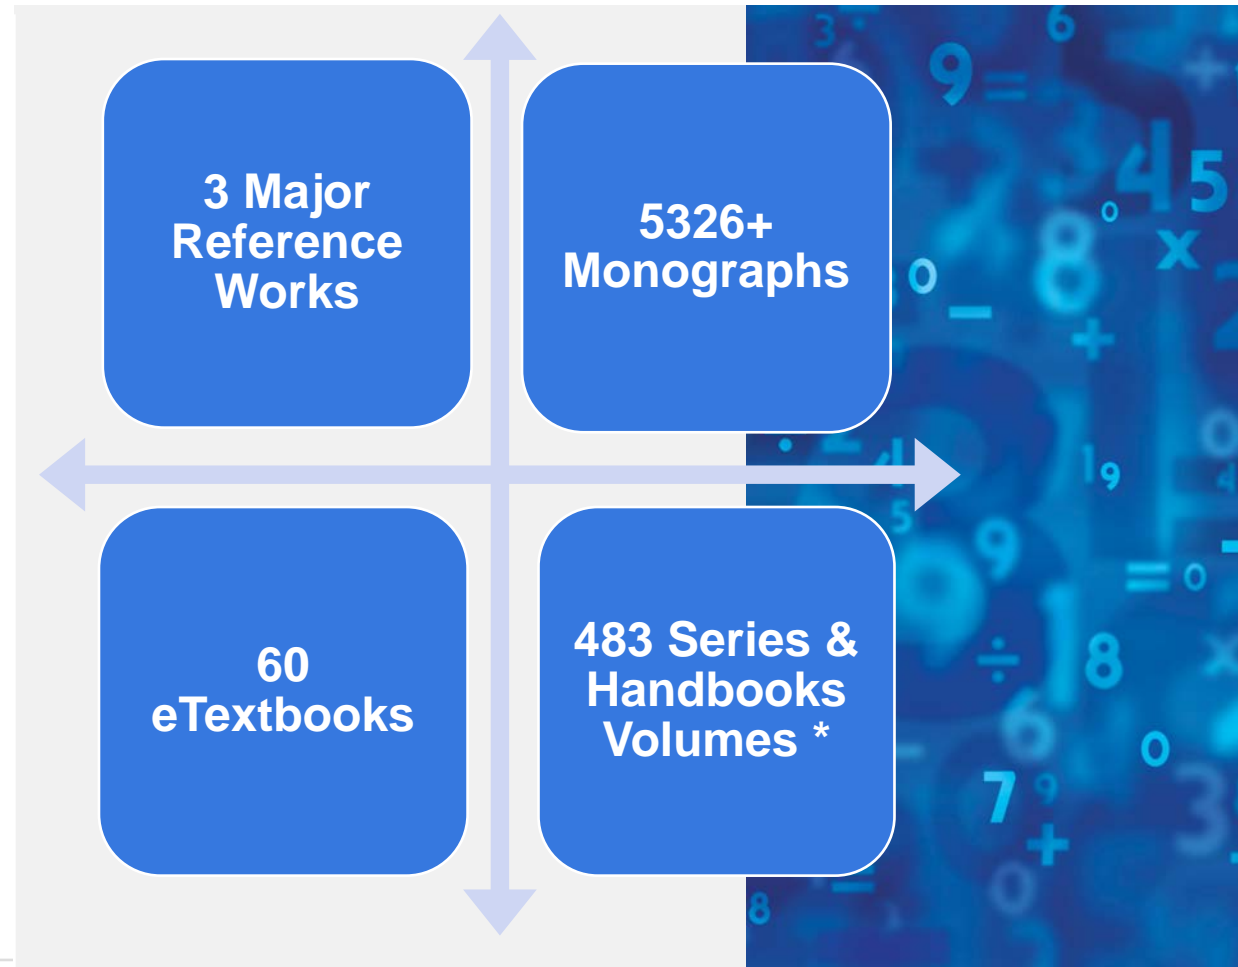 3 Major
Reference
Works
5326+
Monographs
60
eTextbooks
483 Series &
Handbooks
Volumes *